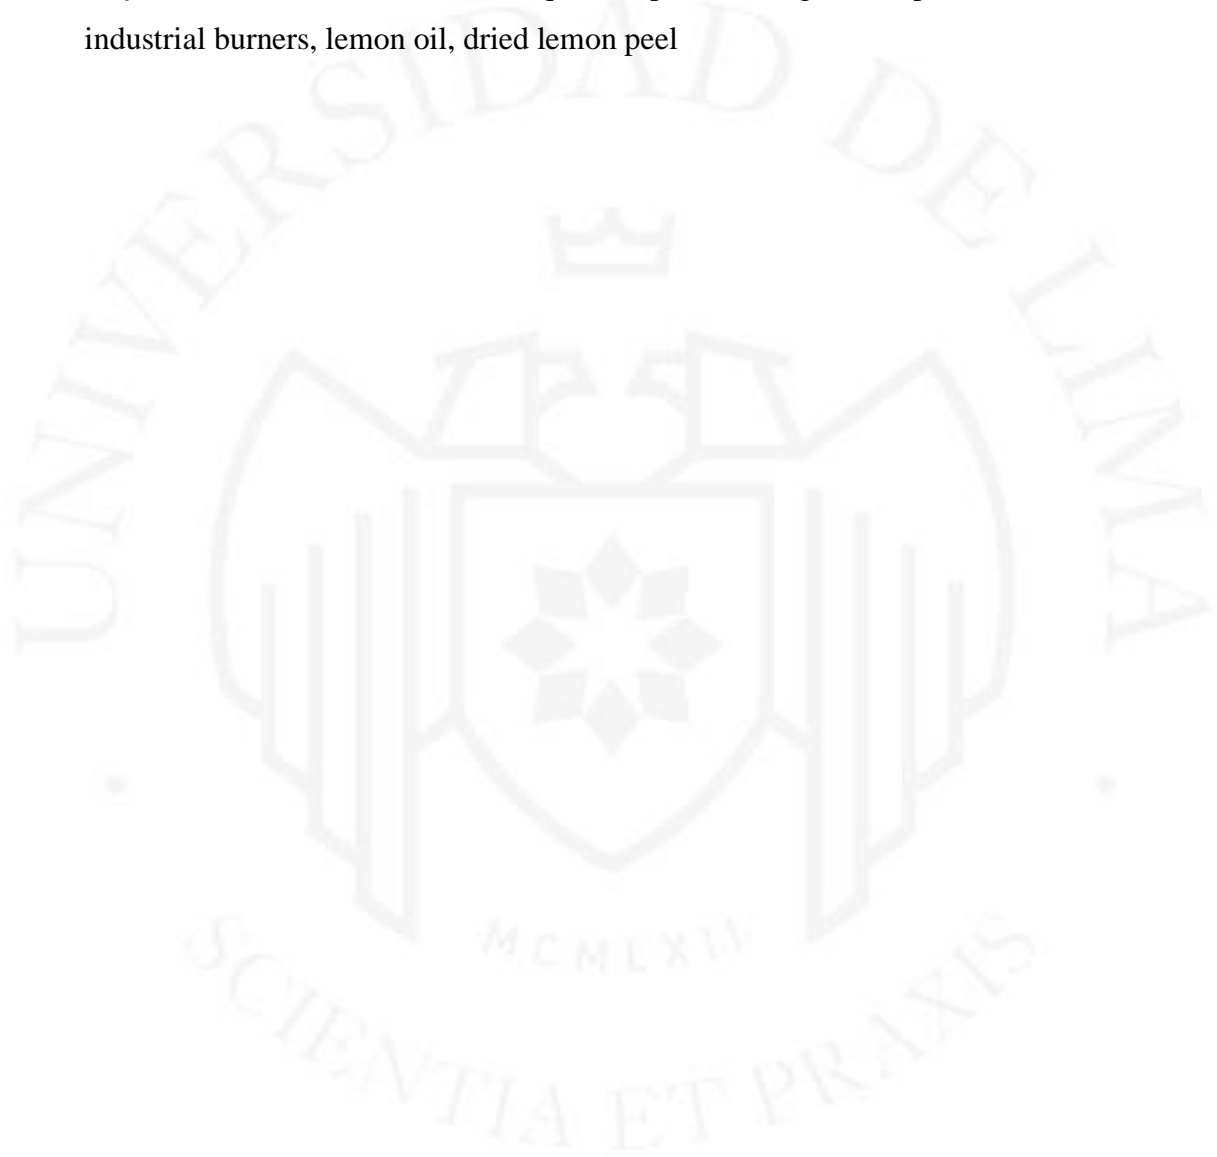 industrial burners, lemon oil, dried lemon peel
UNIVERSIDAD DE LIMA
MCMLXII
SCIENTIA ET PRAXIS